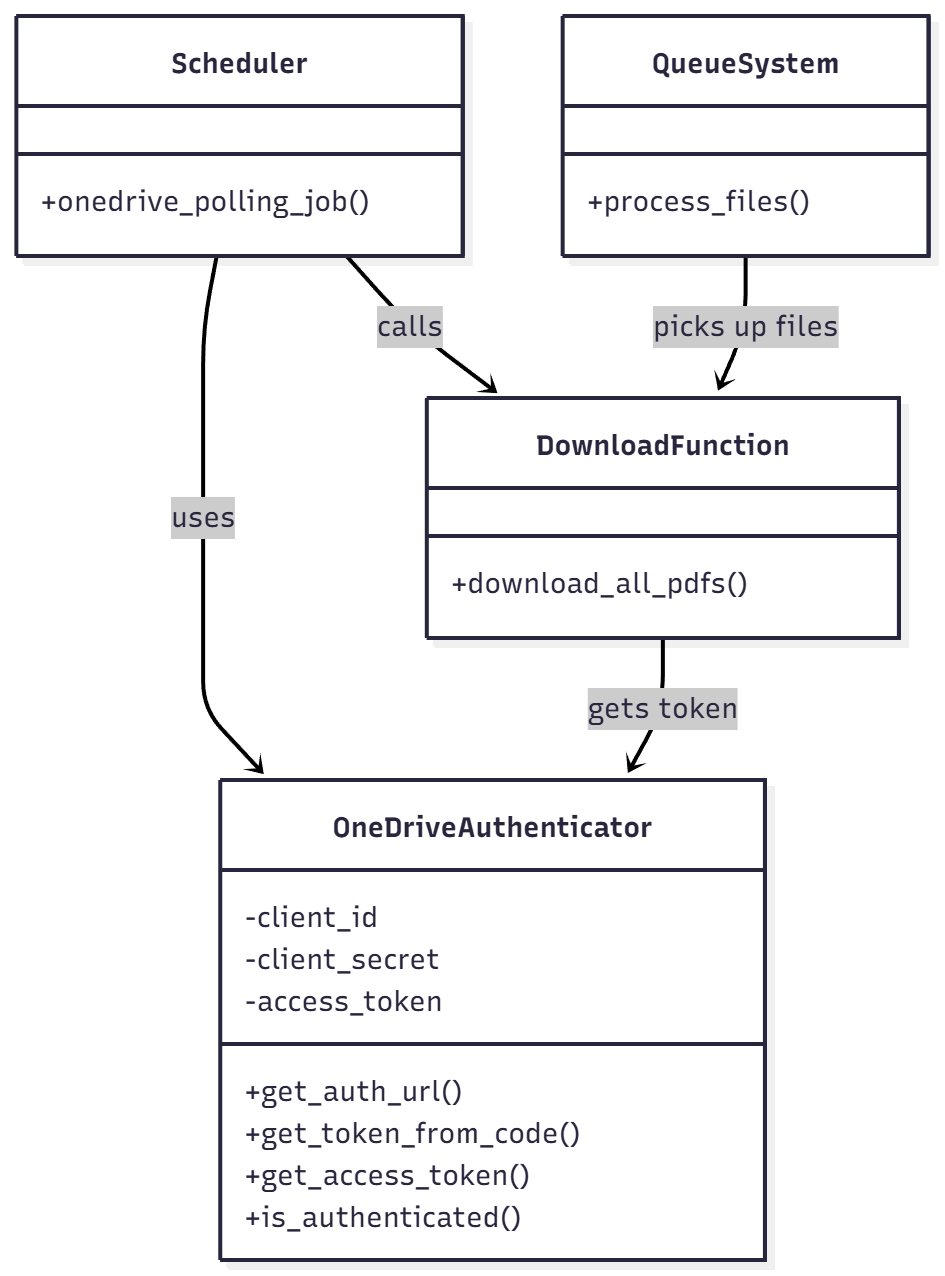 Scheduler
+onedrive_polling_job()
QueueSystem
+process_files()
calls
picks up files
DownloadFunction
+download_all_pdfs()
uses
gets token
OneDriveAuthenticator
-client_id
-client_secret
-access_token
+get_auth_url()
+get_token_from_code()
+get_access_token()
+is_authenticated()